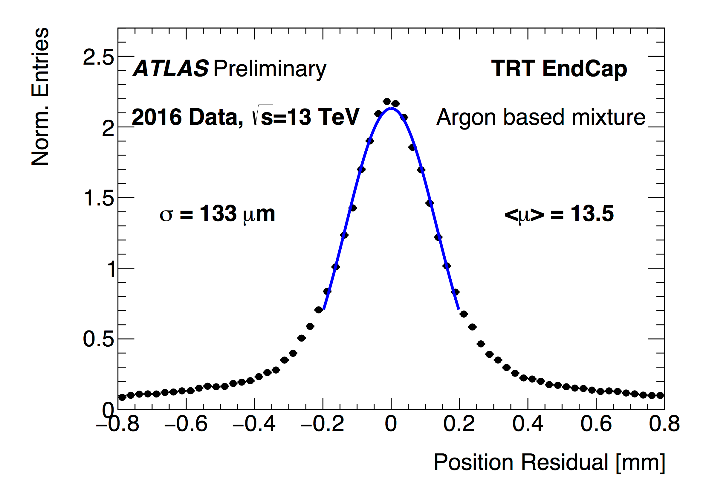 Norm. Entries
2.5
2
1.5
1
0.5
0
ATLAS Preliminary
TRT EndCap
2016 Data, √s=13 TeV
Argon based mixture
σ = 133 μm
<μ> = 13.5
−0.8 −0.6 −0.4 −0.2 0 0.2 0.4 0.6 0.8
Position Residual [mm]